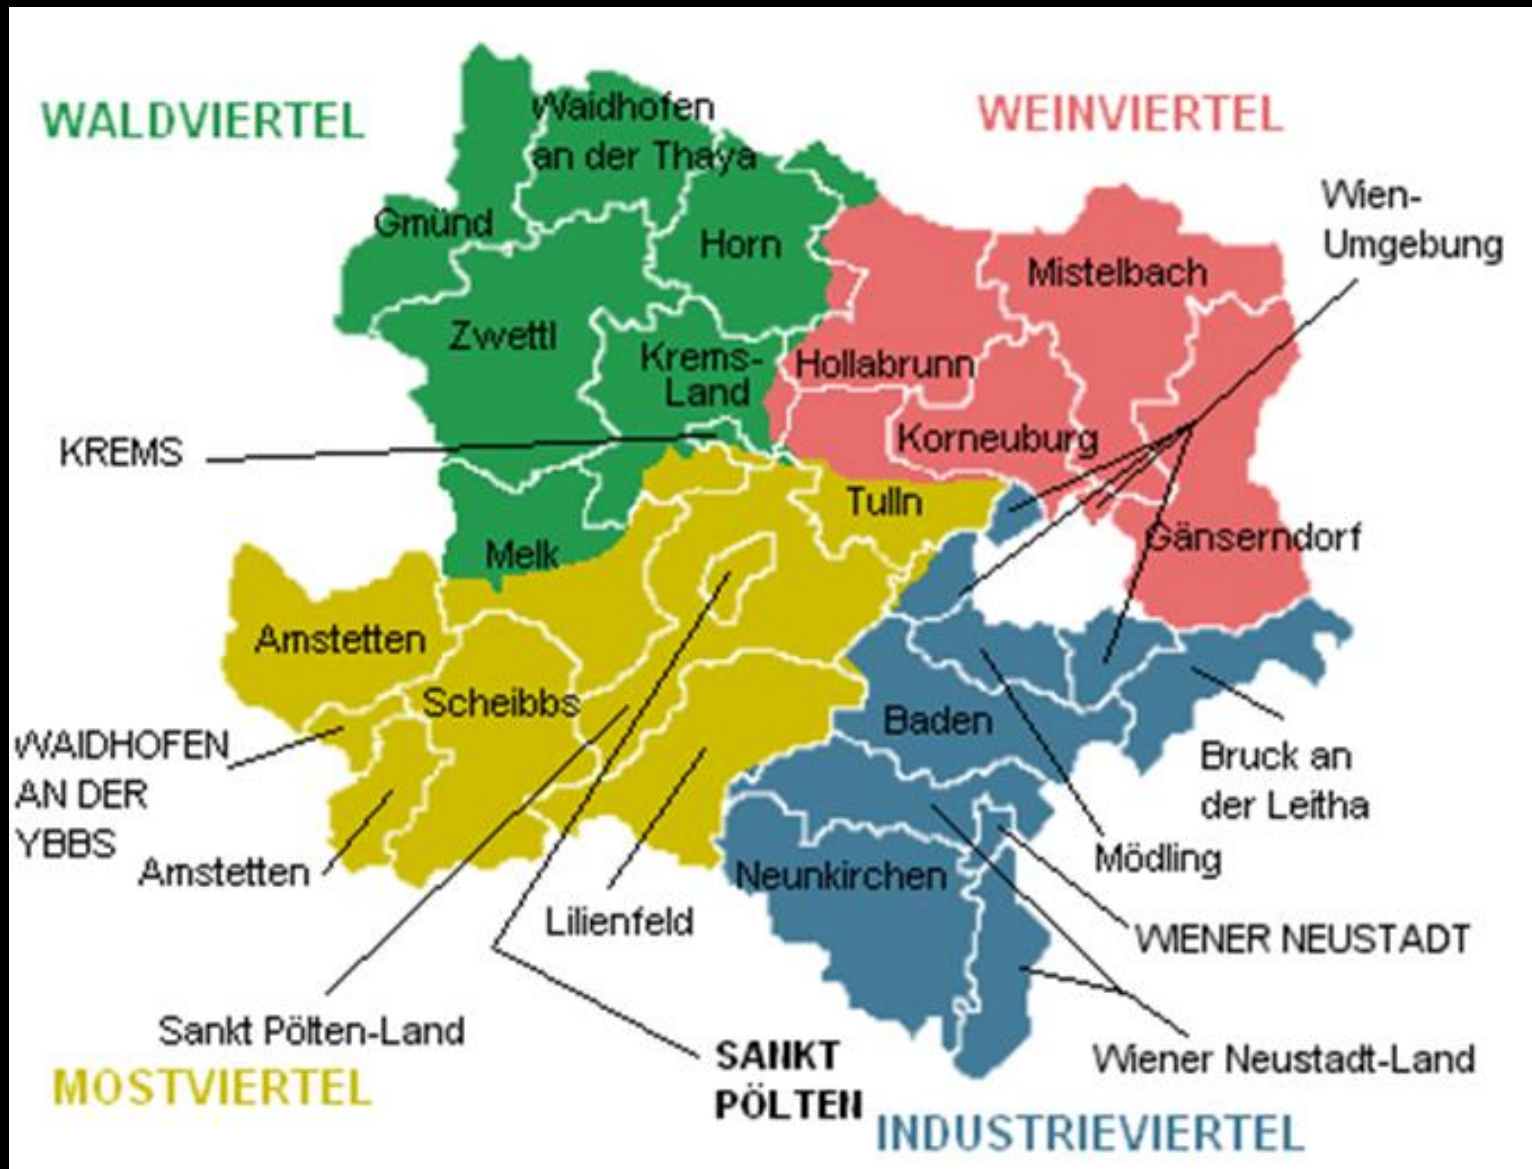 WALDVIERTEL
WEINVIERTEL
Waidhofen
an der Thaya
Gmünd
Horn
Wien-
Umgebung
Mistelbach
Zwettl
Krems-
Land
Hollabrunn
KREMS
Korneuburg
Tulln
Melk
Gänserndorf
Amstetten
Scheibbs
Baden
WAIDHOFEN
AN DER
YBBS
Bruck an
der Leitha
Amstetten
Mödling
Neunkirchen
Lilienfeld
WIENER NEUSTADT
Sankt Pölten-Land
SANKT
PÖLTEN
Wiener Neustadt-Land
MOSTVIERTEL
INDUSTRIEVIERTEL